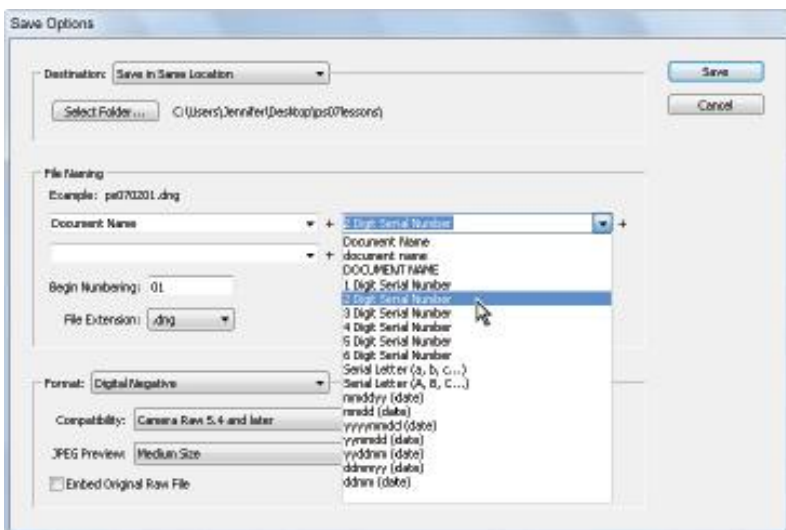 Save Options
Destination: Save in Same Location
Save
Select Folder... C:\Users\Jennifer\Desktop\ps07lessons\
Cancel
File Naming
Example: ps070201.dng
Document Name + 2 Digit Serial Number +
+
Document Name
document name
DOCUMENT NAME
1 Digit Serial Number
2 Digit Serial Number
3 Digit Serial Number
4 Digit Serial Number
5 Digit Serial Number
6 Digit Serial Number
Serial Letter (a, b, c...)
Serial Letter (A, B, C...)
mmddyy (date)
mmdd (date)
yyyymmdd (date)
yymmdd (date)
yyddmm (date)
ddmmyy (date)
ddmm (date)
Begin Numbering: 01
File Extension: .dng
Format: Digital Negative
Compatibility: Camera Raw 5.4 and later
JPEG Preview: Medium Size
Embed Original Raw File